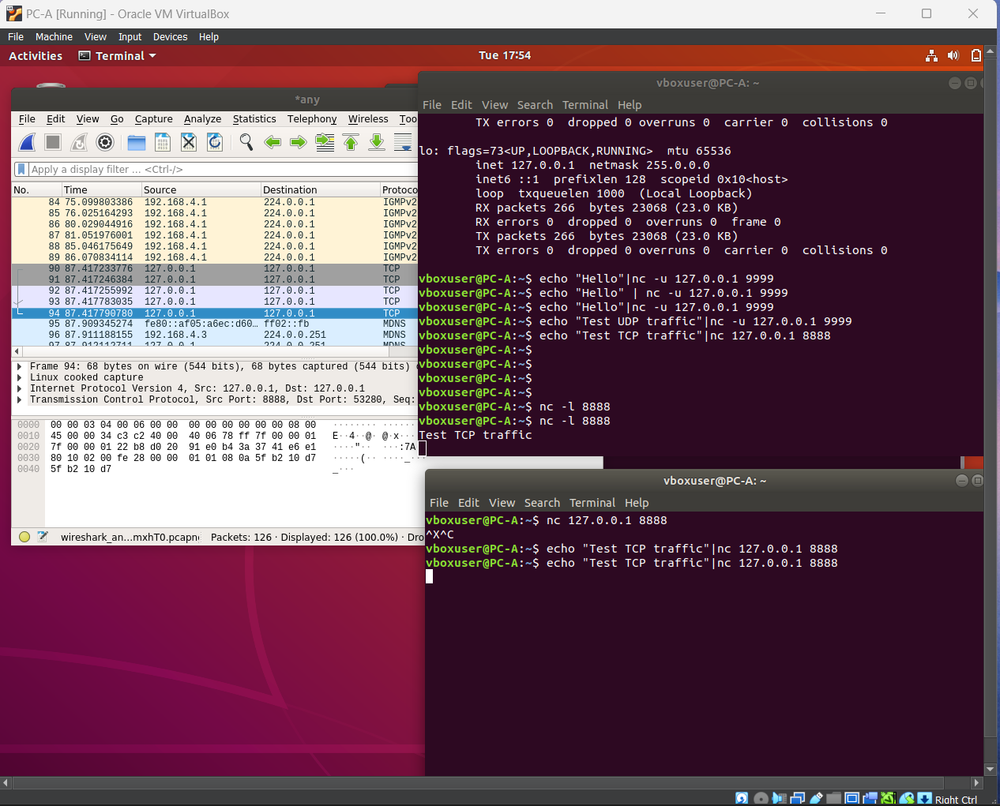 PC-A [Running] - Oracle VM VirtualBox
File Machine View Input Devices Help
Activities Terminal Tue 17:54
*any
File Edit View Go Capture Analyze Statistics Telephony Wireless Too
Apply a display filter ... <Ctrl-/>
No. Time Source Destination Protoco
84 75.099803386 192.168.4.1 224.0.0.1 IGMPv2
85 76.025164293 192.168.4.1 224.0.0.1 IGMPv2
86 80.029044916 192.168.4.1 224.0.0.1 IGMPv2
87 81.051976001 192.168.4.1 224.0.0.1 IGMPv2
88 85.046175649 192.168.4.1 224.0.0.1 IGMPv2
89 86.070834114 192.168.4.1 224.0.0.1 IGMPv2
90 87.417233776 127.0.0.1 127.0.0.1 TCP
91 87.417246384 127.0.0.1 127.0.0.1 TCP
92 87.417255992 127.0.0.1 127.0.0.1 TCP
93 87.417783035 127.0.0.1 127.0.0.1 TCP
94 87.417790780 127.0.0.1 127.0.0.1 TCP
95 87.909345274 fe80::af05:a6ec:d60… ff02::fb MDNS
96 87.911188155 192.168.4.3 224.0.0.251 MDNS
97 87.912112711 127.0.0.1 224.0.0.251 MDNS
Frame 94: 68 bytes on wire (544 bits), 68 bytes captured (544 bits)
Linux cooked capture
Internet Protocol Version 4, Src: 127.0.0.1, Dst: 127.0.0.1
Transmission Control Protocol, Src Port: 8888, Dst Port: 53280, Seq:
0000 00 00 03 04 00 06 00 00 00 00 00 00 00 00 08 00 ········ ······
0010 45 00 00 34 c3 c2 40 00 40 06 78 ff 7f 00 00 01 E··4··@· @·x···
0020 7f 00 00 01 22 b8 d0 20 91 e0 b4 3a 37 41 e6 e1 ····"·· ···:7A
0030 80 10 02 00 fe 28 00 00 01 01 08 0a 5f b2 10 d7 ·····(·· ····_···
0040 5f b2 10 d7 _···
wireshark_an…mxhT0.pcapng Packets: 126 · Displayed: 126 (100.0%) · Dro
vboxuser@PC-A: ~
File Edit View Search Terminal Help
TX errors 0 dropped 0 overruns 0 carrier 0 collisions 0
lo: flags=73<UP,LOOPBACK,RUNNING> mtu 65536
inet 127.0.0.1 netmask 255.0.0.0
inet6 ::1 prefixlen 128 scopeid 0x10<host>
loop txqueuelen 1000 (Local Loopback)
RX packets 266 bytes 23068 (23.0 KB)
RX errors 0 dropped 0 overruns 0 frame 0
TX packets 266 bytes 23068 (23.0 KB)
TX errors 0 dropped 0 overruns 0 carrier 0 collisions 0
vboxuser@PC-A:~$ echo "Hello"|nc -u 127.0.0.1 9999
vboxuser@PC-A:~$ echo "Hello" | nc -u 127.0.0.1 9999
vboxuser@PC-A:~$ echo "Hello"|nc -u 127.0.0.1 9999
vboxuser@PC-A:~$ echo "Test UDP traffic"|nc -u 127.0.0.1 9999
vboxuser@PC-A:~$ echo "Test TCP traffic"|nc 127.0.0.1 8888
vboxuser@PC-A:~$
vboxuser@PC-A:~$
vboxuser@PC-A:~$
vboxuser@PC-A:~$
vboxuser@PC-A:~$ nc -l 8888
vboxuser@PC-A:~$ nc -l 8888
Test TCP traffic
vboxuser@PC-A: ~
File Edit View Search Terminal Help
vboxuser@PC-A:~$ nc 127.0.0.1 8888
^X^C
vboxuser@PC-A:~$ echo "Test TCP traffic"|nc 127.0.0.1 8888
vboxuser@PC-A:~$ echo "Test TCP traffic"|nc 127.0.0.1 8888
Right Ctrl